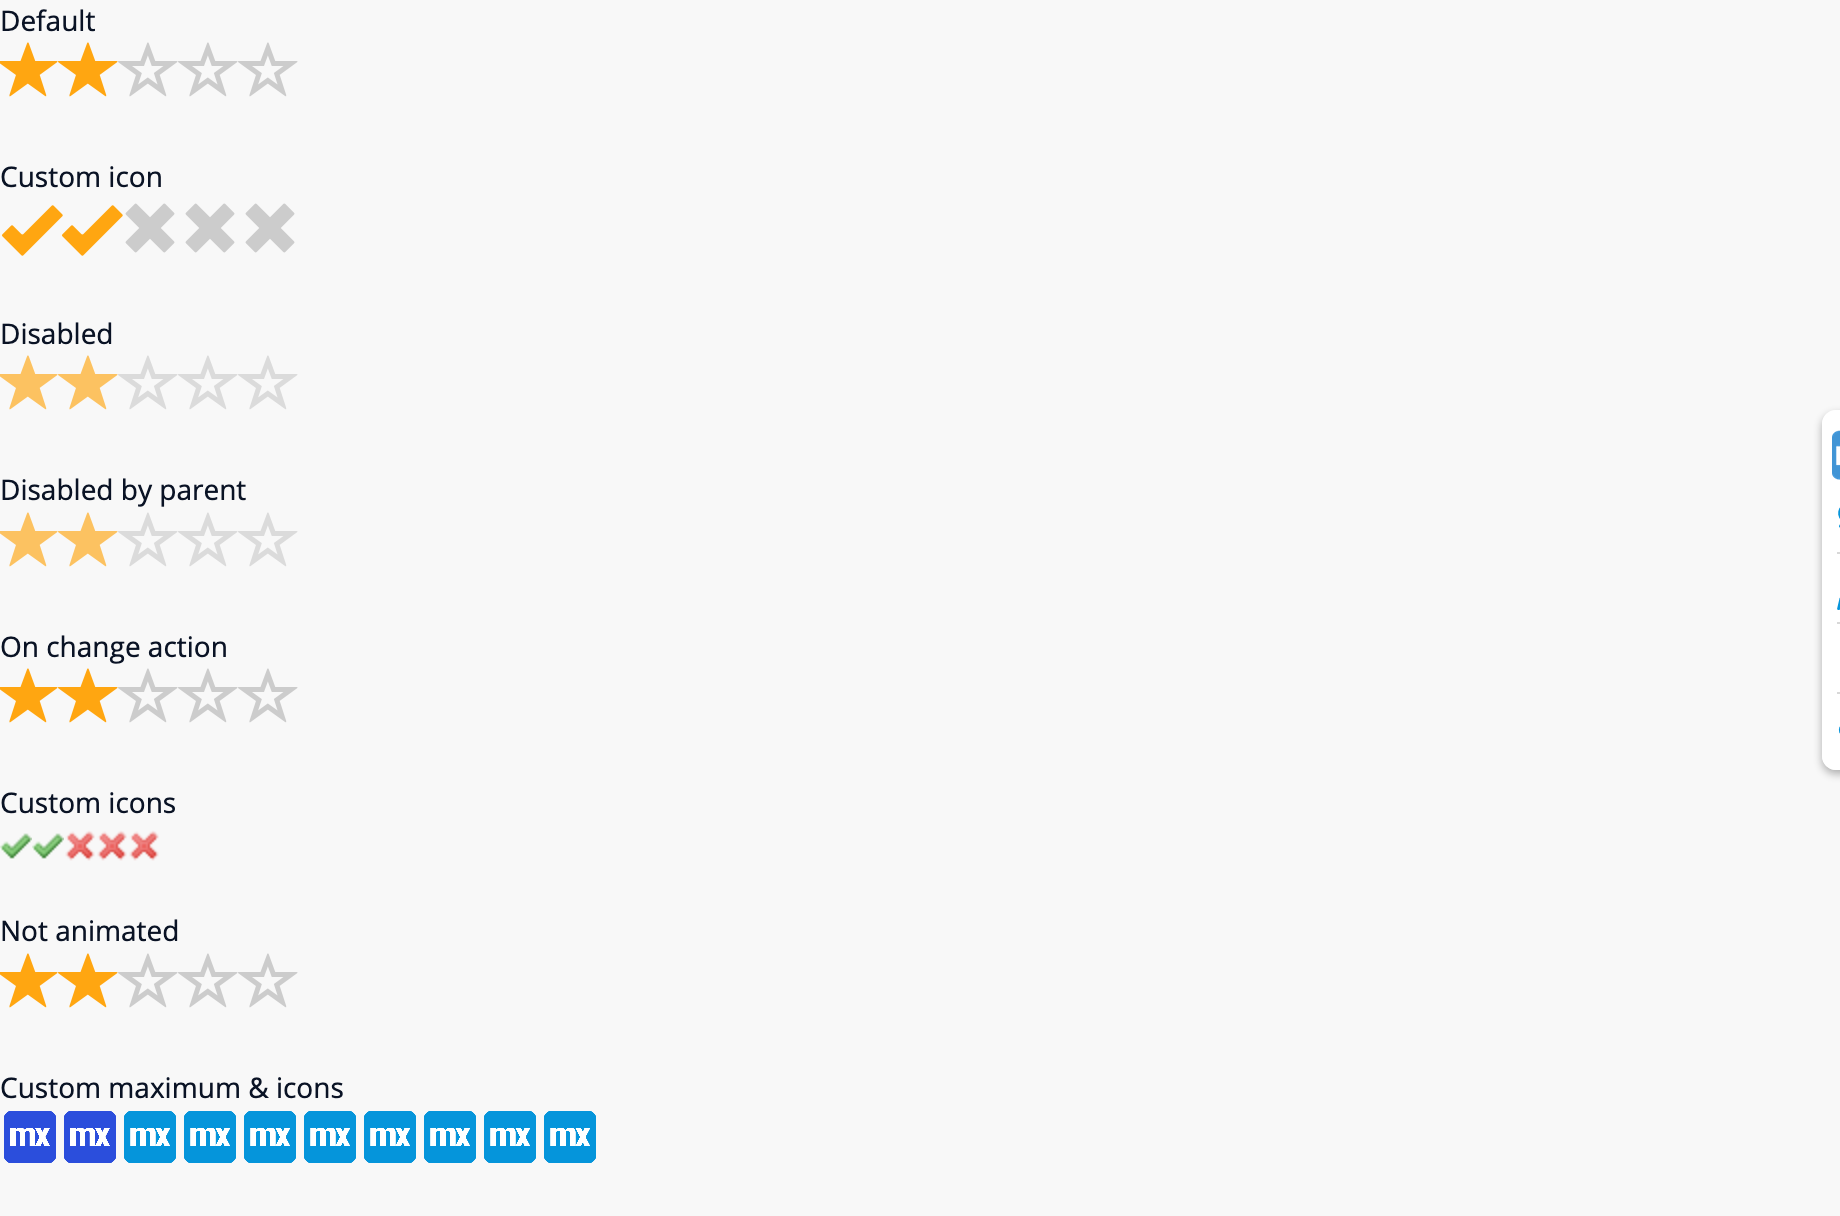 Default
Custom icon
Disabled
Disabled by parent
On change action
Custom icons
Not animated
Custom maximum & icons
mx mx mx mx mx mx mx mx mx mx